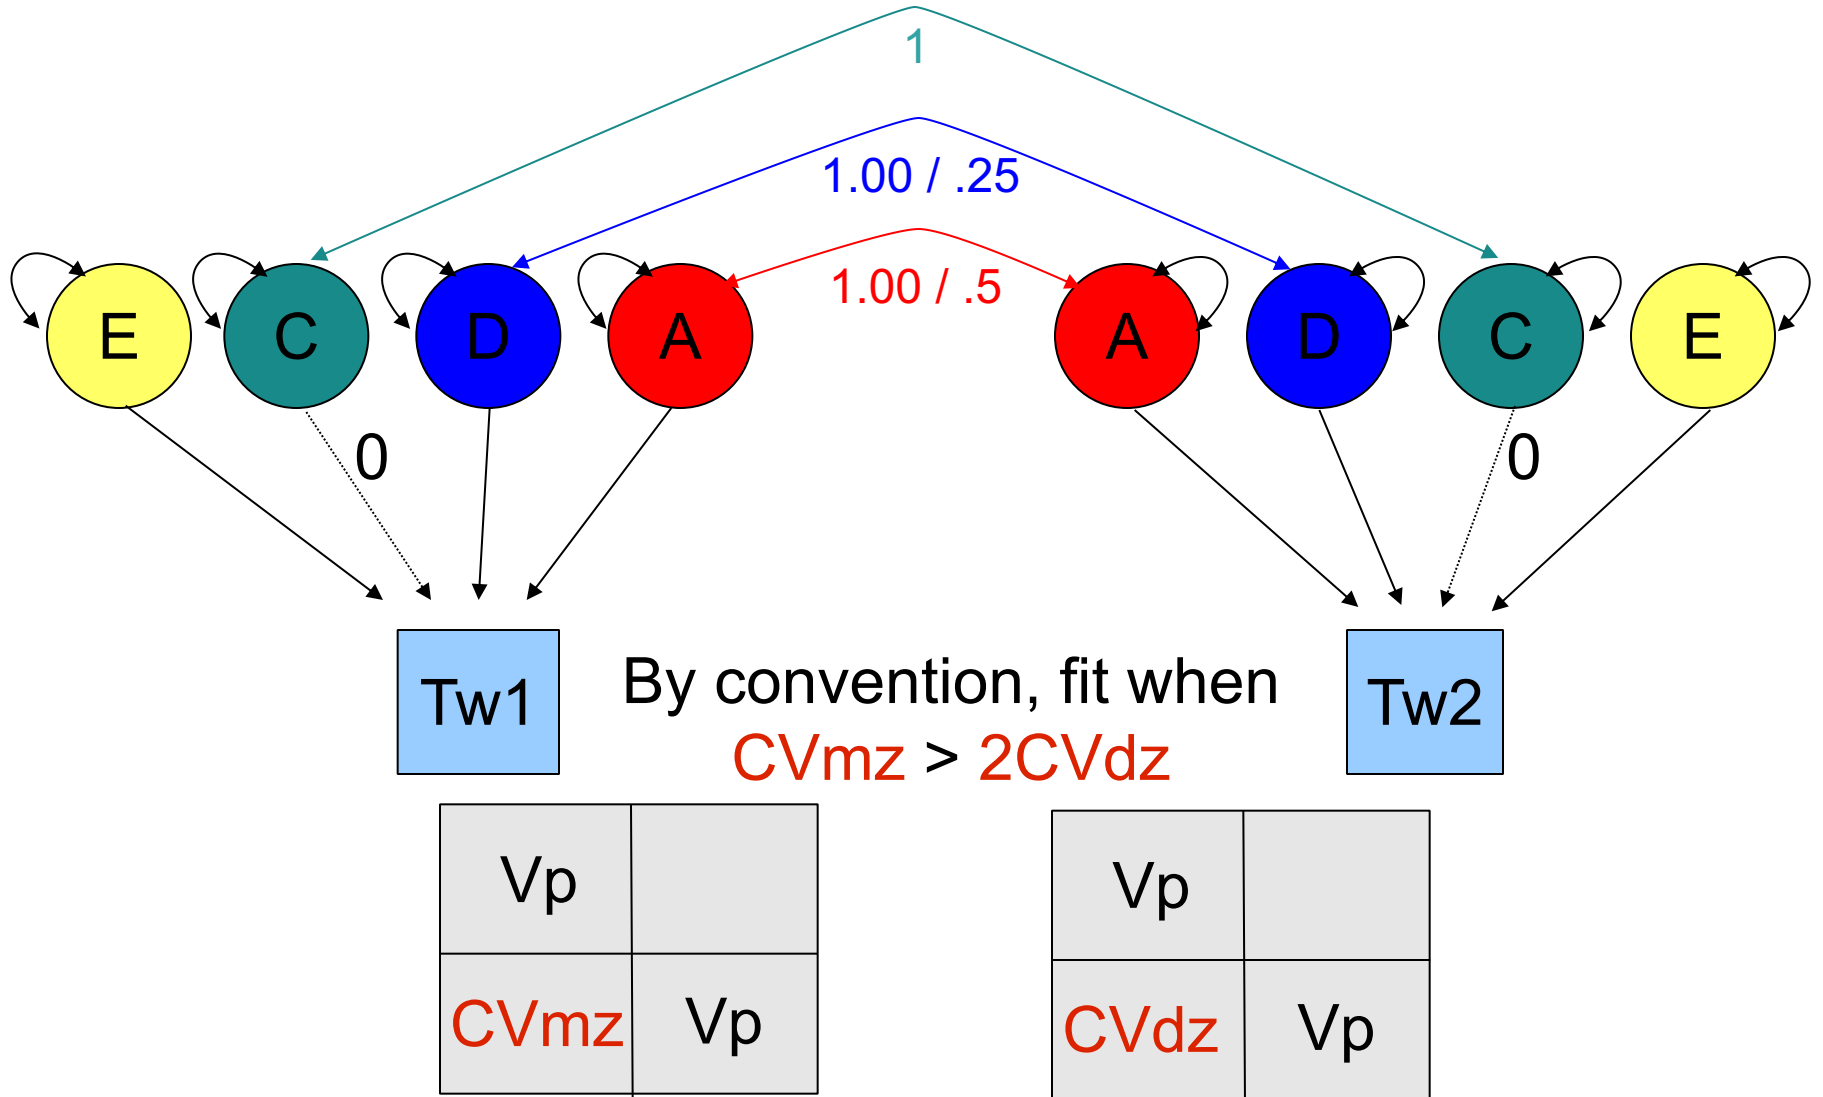 1
1.00 / .25
1.00 / .5
E C D A A D C E
0 0
Tw1
By convention, fit when
CVmz > 2CVdz
Tw2
Vp
CVmz Vp
Vp
CVdz Vp